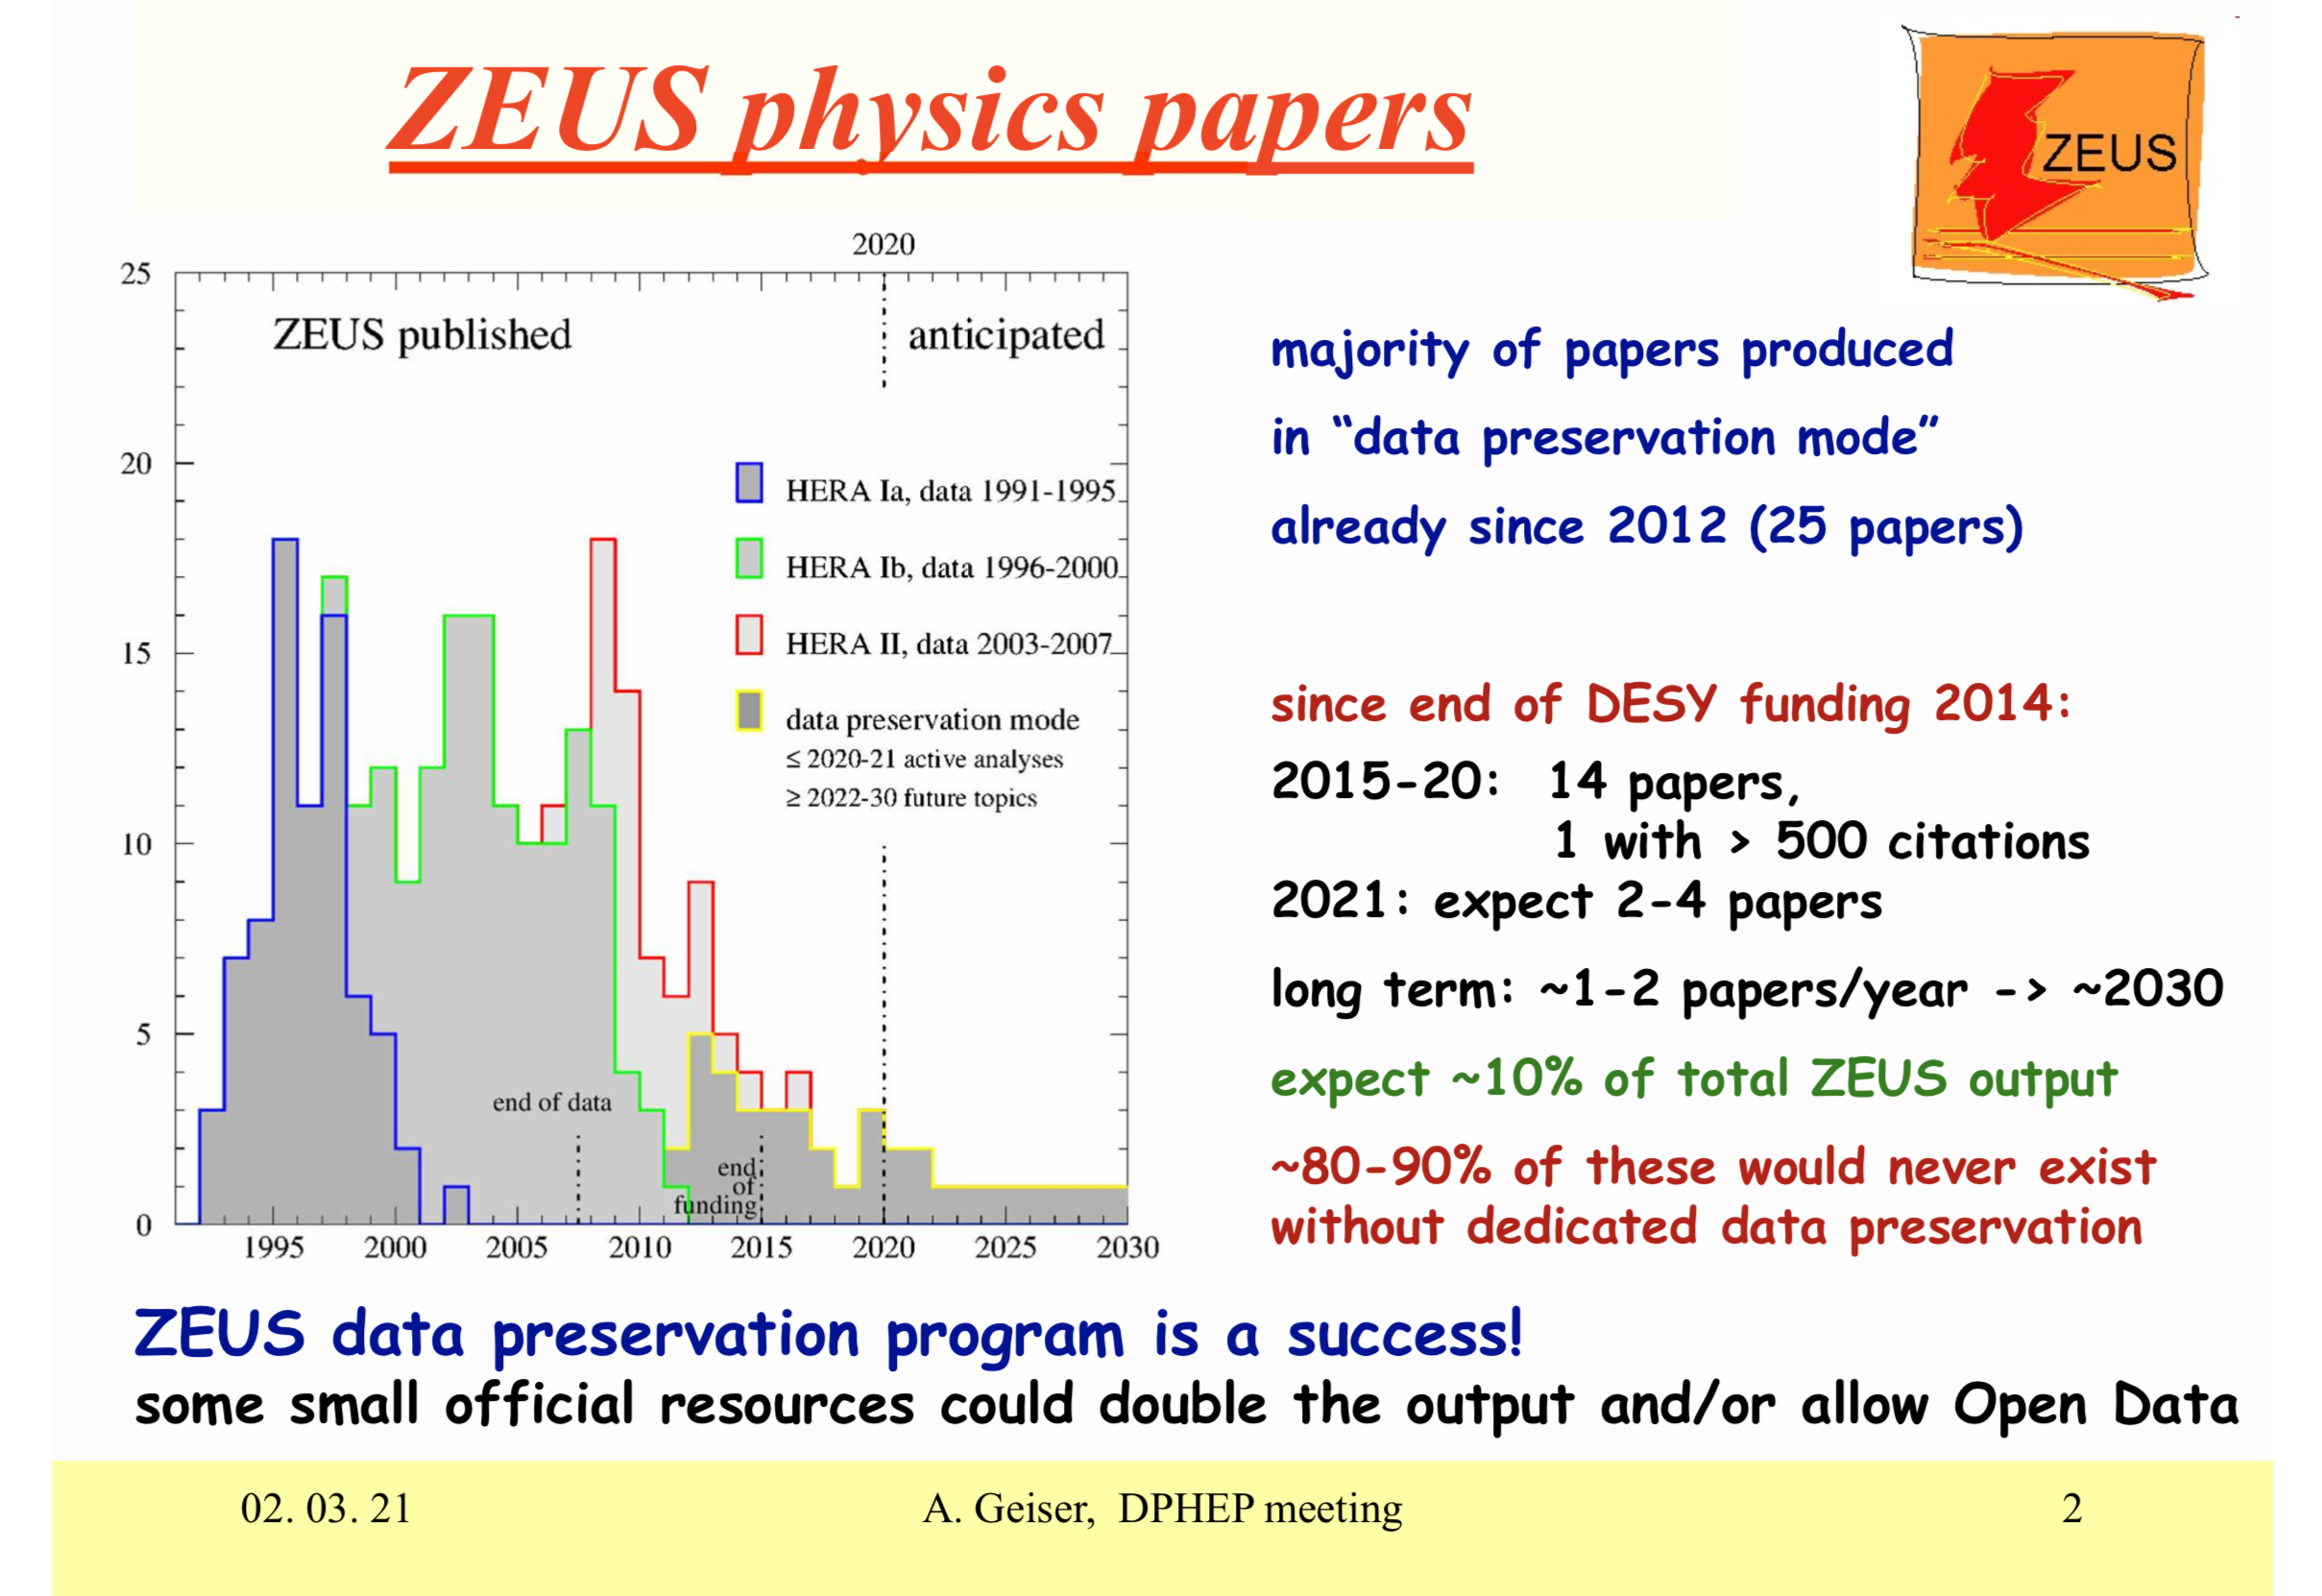 ZEUS physics papers
ZEUS
2020
25
20
15
10
5
0
ZEUS published
anticipated
HERA Ia, data 1991-1995
HERA Ib, data 1996-2000
HERA II, data 2003-2007
data preservation mode
≤ 2020-21 active analyses
≥ 2022-30 future topics
end of data
end
of
funding
1995 2000 2005 2010 2015 2020 2025 2030
majority of papers produced
in “data preservation mode”
already since 2012 (25 papers)
since end of DESY funding 2014:
2015-20: 14 papers,
1 with > 500 citations
2021: expect 2-4 papers
long term: ~1-2 papers/year -> ~2030
expect ~10% of total ZEUS output
~80-90% of these would never exist
without dedicated data preservation
ZEUS data preservation program is a success!
some small official resources could double the output and/or allow Open Data
02. 03. 21
A. Geiser, DPHEP meeting
2